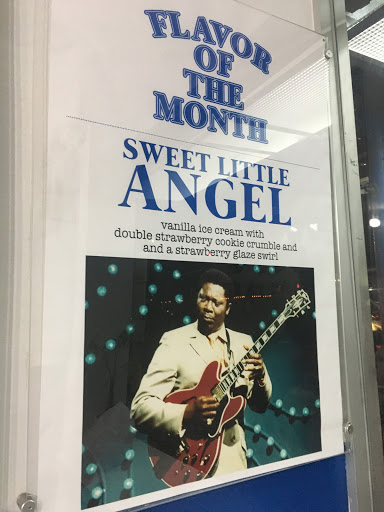 FLAVOR
OF
THE
MONTH
SWEET LITTLE
ANGEL
vanilla ice cream with
double strawberry cookie crumble and
and a strawberry glaze swirl